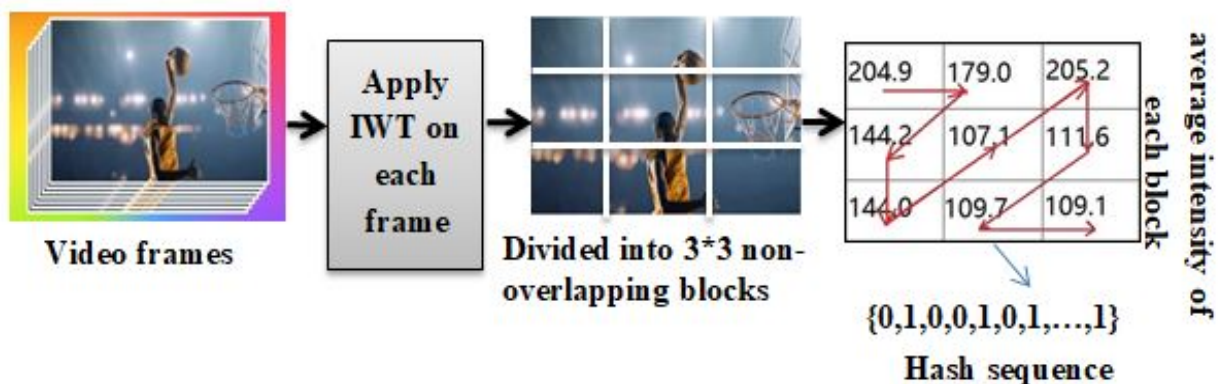 Video frames
Apply
IWT on
each
frame
Divided into 3*3 non-
overlapping blocks
204.9 179.0 205.2
144.2 107.1 111.6
144.0 109.7 109.1
average intensity of
each block
{0,1,0,0,1,0,1,...,1}
Hash sequence